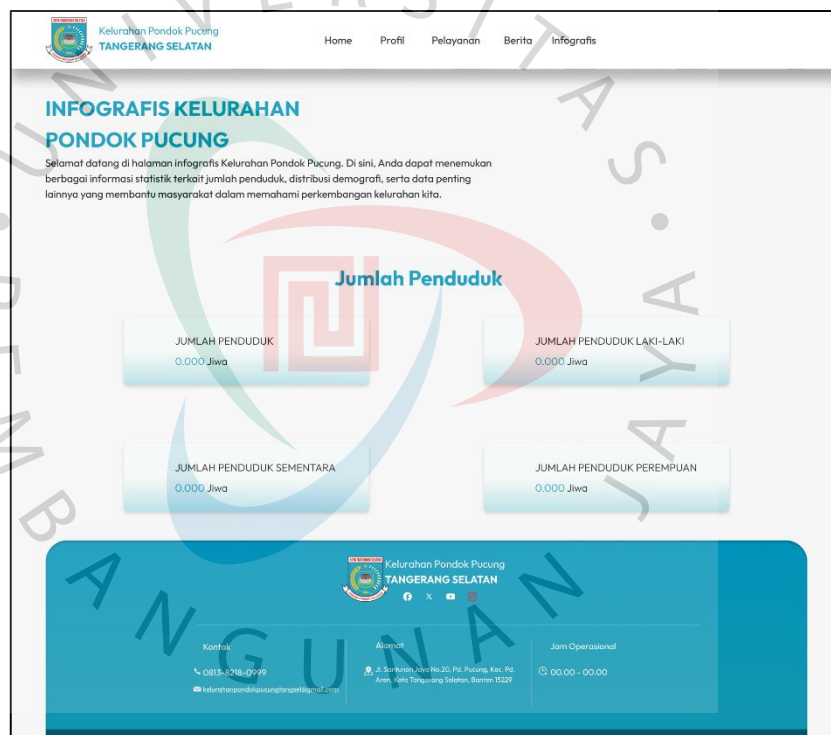 Kelurahan Pondok Pucung
TANGERANG SELATAN
Home Profil Pelayanan Berita Infografis
INFOGRAFIS KELURAHAN
PONDOK PUCUNG
Selamat datang di halaman infografis Kelurahan Pondok Pucung. Di sini, Anda dapat menemukan
berbagai informasi statistik terkait jumlah penduduk, distribusi demografi, serta data penting
lainnya yang membantu masyarakat dalam memahami perkembangan kelurahan kita.
Jumlah Penduduk
JUMLAH PENDUDUK
0.000 Jiwa
JUMLAH PENDUDUK LAKI-LAKI
0.000 Jiwa
JUMLAH PENDUDUK SEMENTARA
0.000 Jiwa
JUMLAH PENDUDUK PEREMPUAN
0.000 Jiwa
Kelurahan Pondok Pucung
TANGERANG SELATAN
Kontak
0813-8218-0999
kelurahanpondokpucungtangsel@gmail.com
Alamat
Jl. Santunan Jaya No.20, Pd. Pucung, Kec. Pd.
Aren, Kota Tangerang Selatan, Banten 15229
Jam Operasional
00.00 - 00.00
UNIVERSITAS
PEMBANGUNAN JAYA